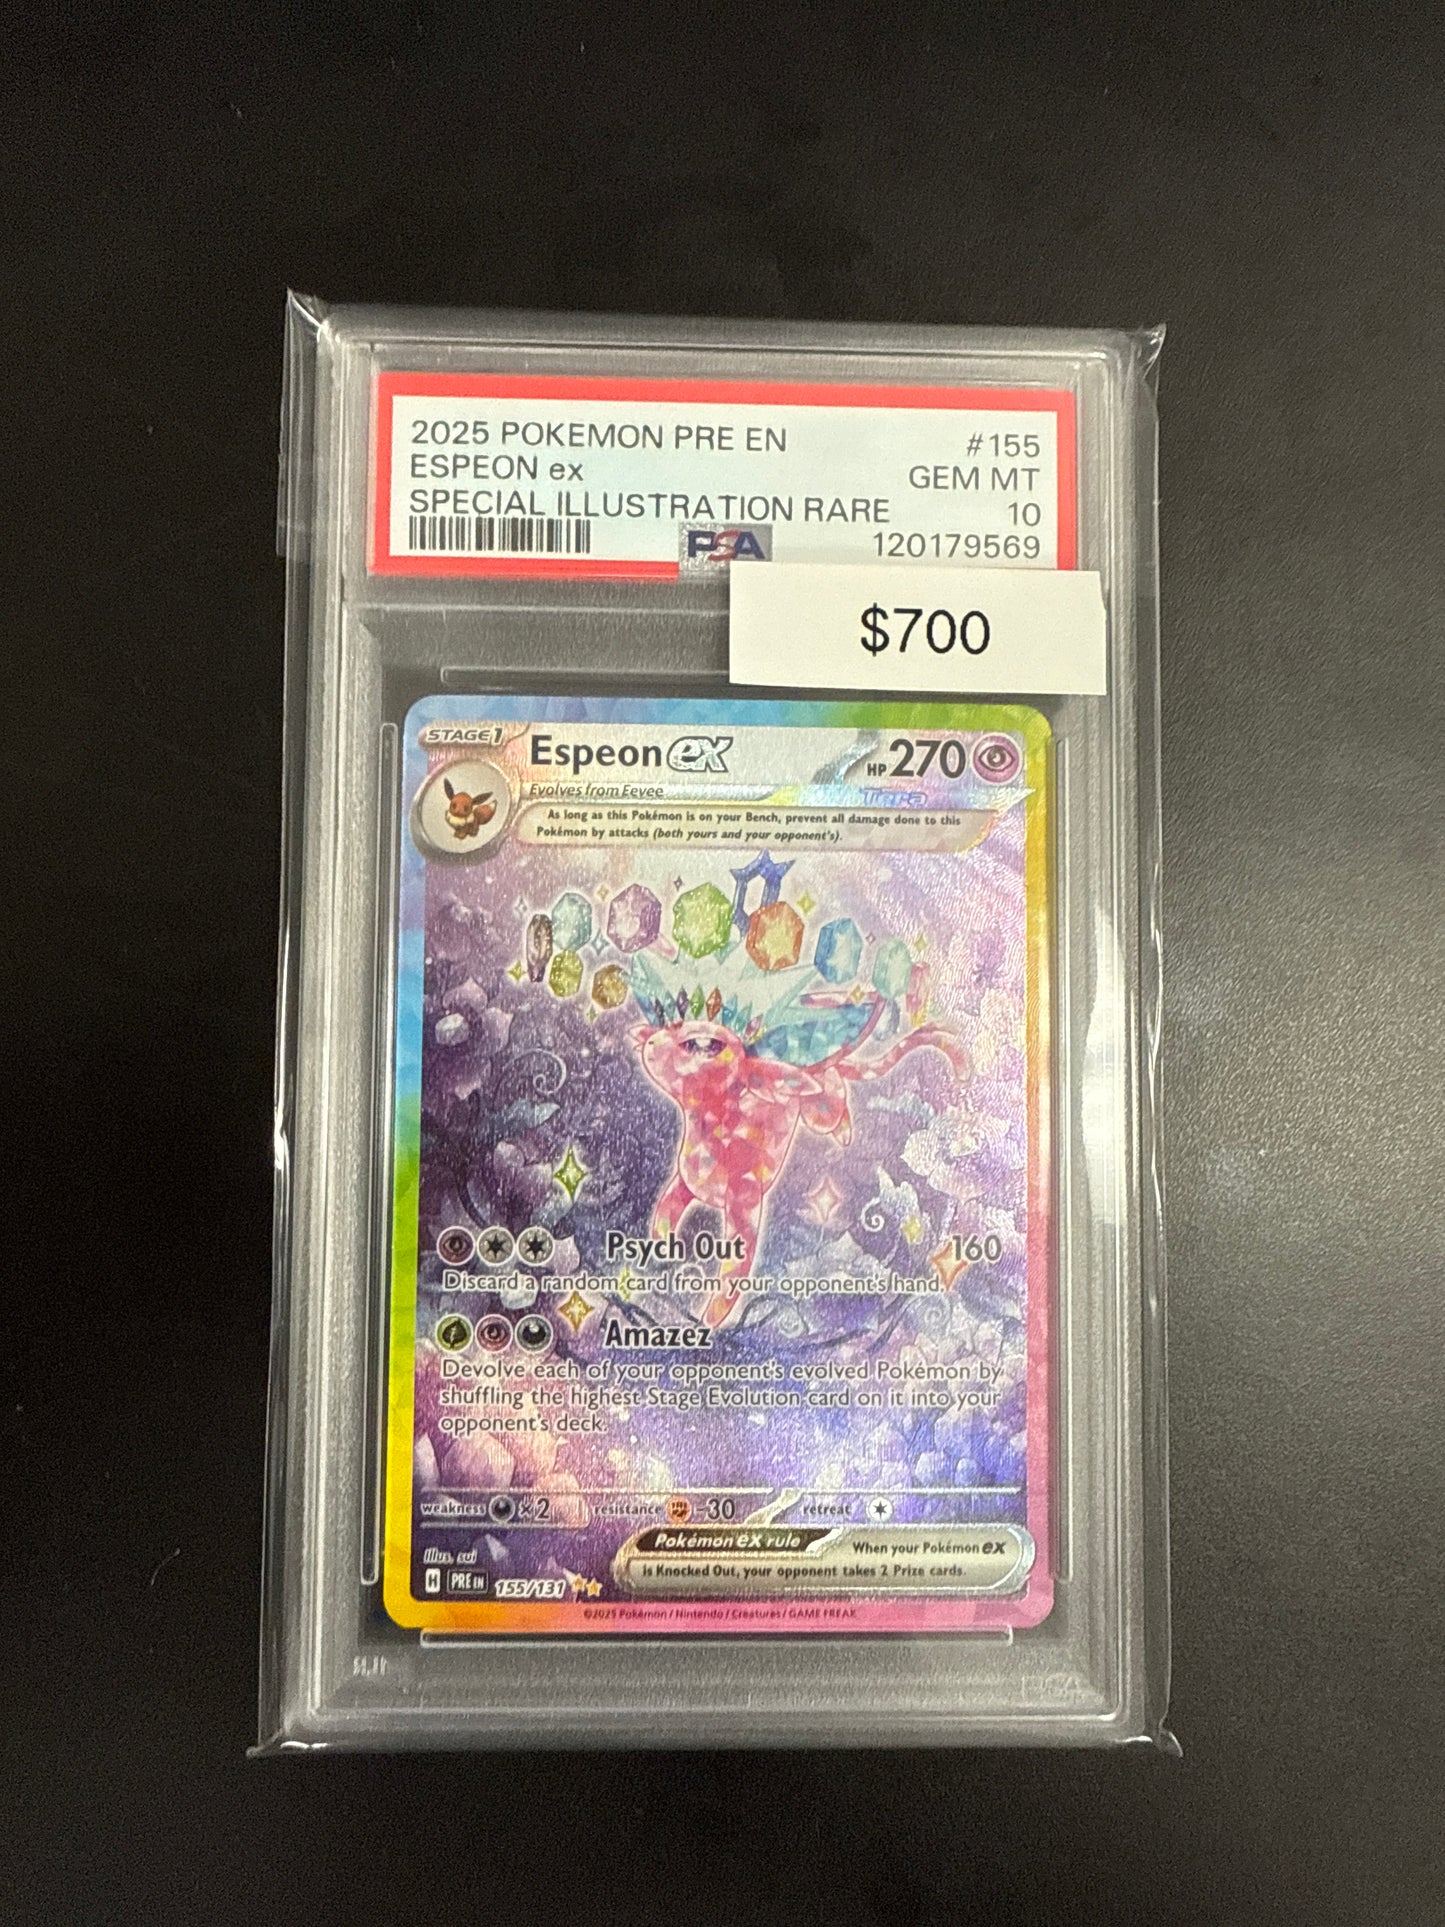 2025 POKEMON PRE EN #155
ESPEON ex GEM MT
SPECIAL ILLUSTRATION RARE 10
PSA 120179569
$700
STAGE 1 Espeon ex HP 270
Evolves from Eevee Tera
As long as this Pokémon is on your Bench, prevent all damage done to this
Pokémon by attacks (both yours and your opponent's).
Psych Out 160
Discard a random card from your opponent's hand.
Amazez
Devolve each of your opponent's evolved Pokémon by
shuffling the highest Stage Evolution card on it into your
opponent's deck.
weakness ×2 resistance -30 retreat
Pokémon ex rule When your Pokémon ex
is Knocked Out, your opponent takes 2 Prize cards.
Illus. sui
H PRE EN 155/131
©2025 Pokémon / Nintendo / Creatures / GAME FREAK
PSA